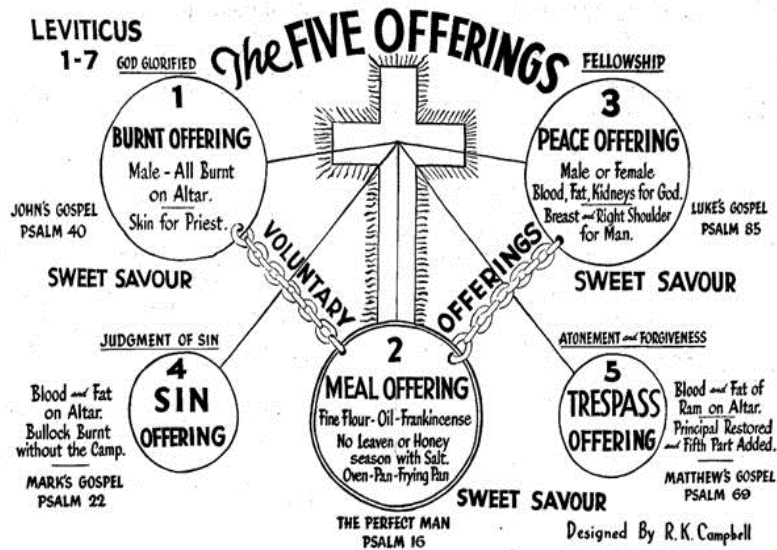 LEVITICUS
1-7
The FIVE OFFERINGS
GOD GLORIFIED
1
BURNT OFFERING
Male - All Burnt
on Altar.
Skin for Priest.
JOHN'S GOSPEL
PSALM 40
SWEET SAVOUR
FELLOWSHIP
3
PEACE OFFERING
Male or Female
Blood, Fat, Kidneys for God.
Breast and Right Shoulder
for Man.
LUKE'S GOSPEL
PSALM 85
SWEET SAVOUR
VOLUNTARY
OFFERINGS
JUDGMENT OF SIN
4
SIN
OFFERING
Blood and Fat
on Altar.
Bullock Burnt
without the Camp.
MARK'S GOSPEL
PSALM 22
2
MEAL OFFERING
Fine Flour - Oil - Frankincense
No Leaven or Honey
season with Salt.
Oven - Pan - Frying Pan
SWEET SAVOUR
THE PERFECT MAN
PSALM 16
ATONEMENT and FORGIVENESS
5
TRESPASS
OFFERING
Blood and Fat of
Ram on Altar.
Principal Restored
and Fifth Part Added.
MATTHEW'S GOSPEL
PSALM 69
Designed By R. K. Campbell